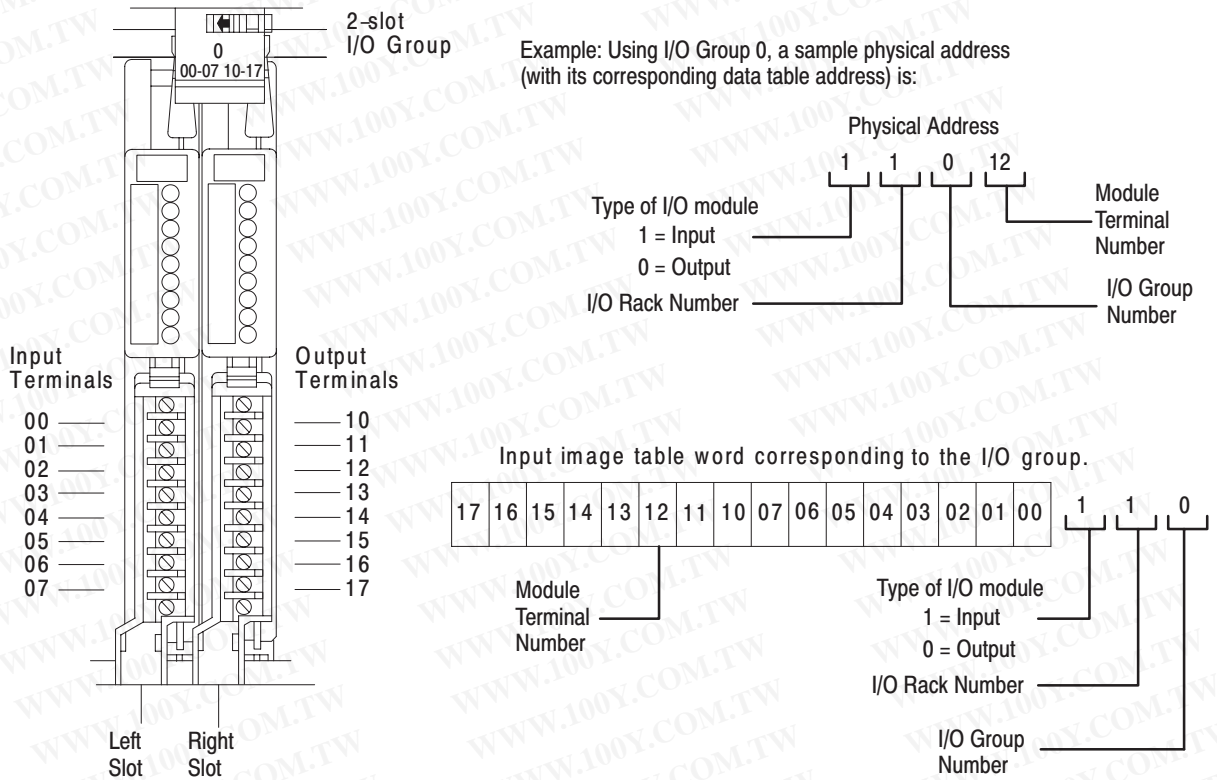 2-slot
I/O Group
0
00-07 10-17
Example: Using I/O Group 0, a sample physical address
(with its corresponding data table address) is:
Physical Address
1 1 0 12
Type of I/O module
1 = Input
0 = Output
I/O Rack Number
Module
Terminal
Number
I/O Group
Number
Input
Terminals
00
01
02
03
04
05
06
07
Output
Terminals
10
11
12
13
14
15
16
17
Input image table word corresponding to the I/O group.
17 16 15 14 13 12 11 10 07 06 05 04 03 02 01 00 1 1 0
Module
Terminal
Number
Type of I/O module
1 = Input
0 = Output
I/O Rack Number
I/O Group
Number
Left
Slot
Right
Slot
WWW.100Y.COM.TW